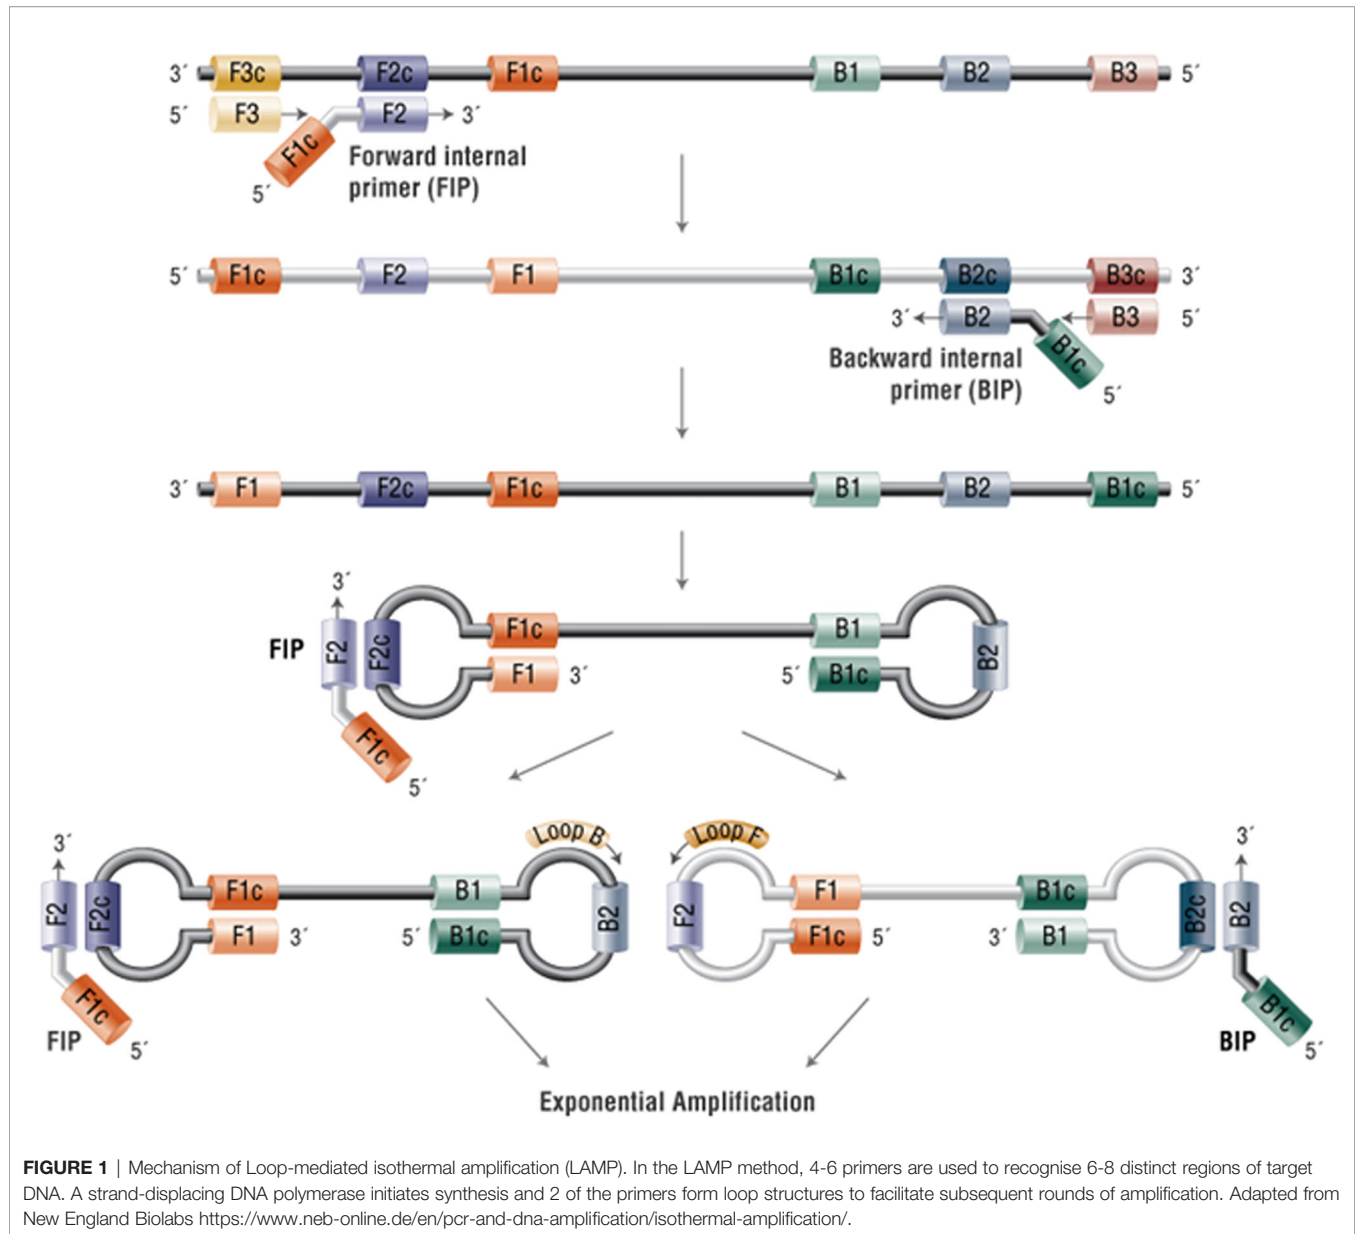 3´ F3c F2c F1c B1 B2 B3 5´
5´ F3 F1c F2 3´
5´
Forward internal
primer (FIP)
5´ F1c F2 F1 B1c B2c B3c 3´
3´ B2 B1c B3 5´
5´
Backward internal
primer (BIP)
3´ F1 F2c F1c B1 B2 B1c 5´
3´
FIP F2 F2c F1c B1 B2
F1 3´ 5´ B1c
F1c
5´
Loop B Loop F
3´ 3´
F2 F2c F1c B1 B2 F2 F1 B1c B2c B2
F1 3´ 5´ B1c F1c 5´ 3´ B1
F1c B1c
FIP 5´ BIP 5´
Exponential Amplification
FIGURE 1 | Mechanism of Loop-mediated isothermal amplification (LAMP). In the LAMP method, 4-6 primers are used to recognise 6-8 distinct regions of target
DNA. A strand-displacing DNA polymerase initiates synthesis and 2 of the primers form loop structures to facilitate subsequent rounds of amplification. Adapted from
New England Biolabs https://www.neb-online.de/en/pcr-and-dna-amplification/isothermal-amplification/.